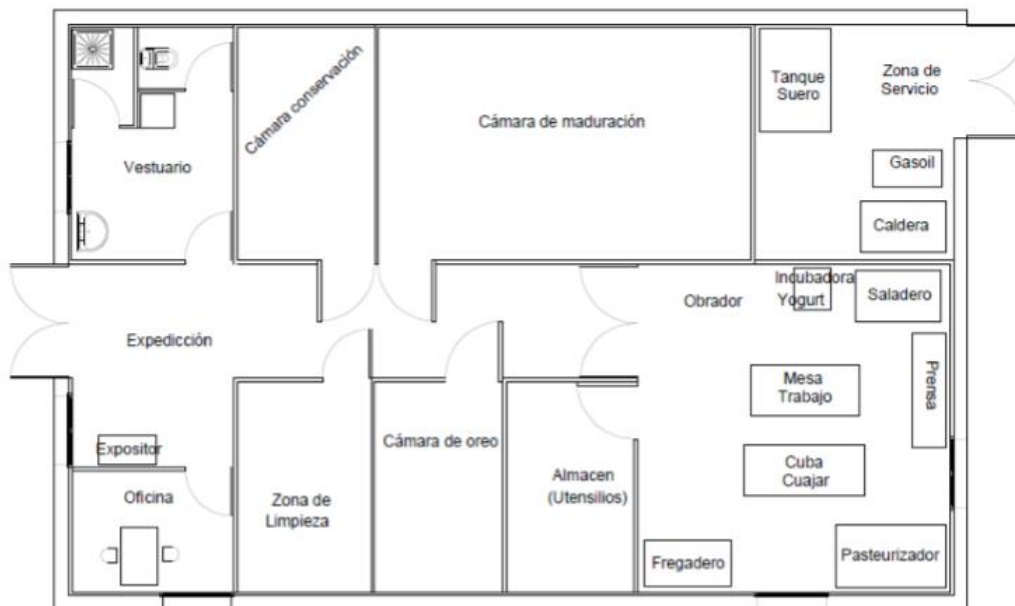 Cámara conservación
Tanque
Suero
Zona de
Servicio
Cámara de maduración
Gasoil
Vestuario
Caldera
Incubadora
Yogurt
Saladero
Obrador
Expedicción
Prensa
Mesa
Trabajo
Expositor
Cámara de oreo
Cuba
Cuajar
Oficina
Zona de
Limpieza
Almacen
(Utensilios)
Fregadero
Pasteurizador